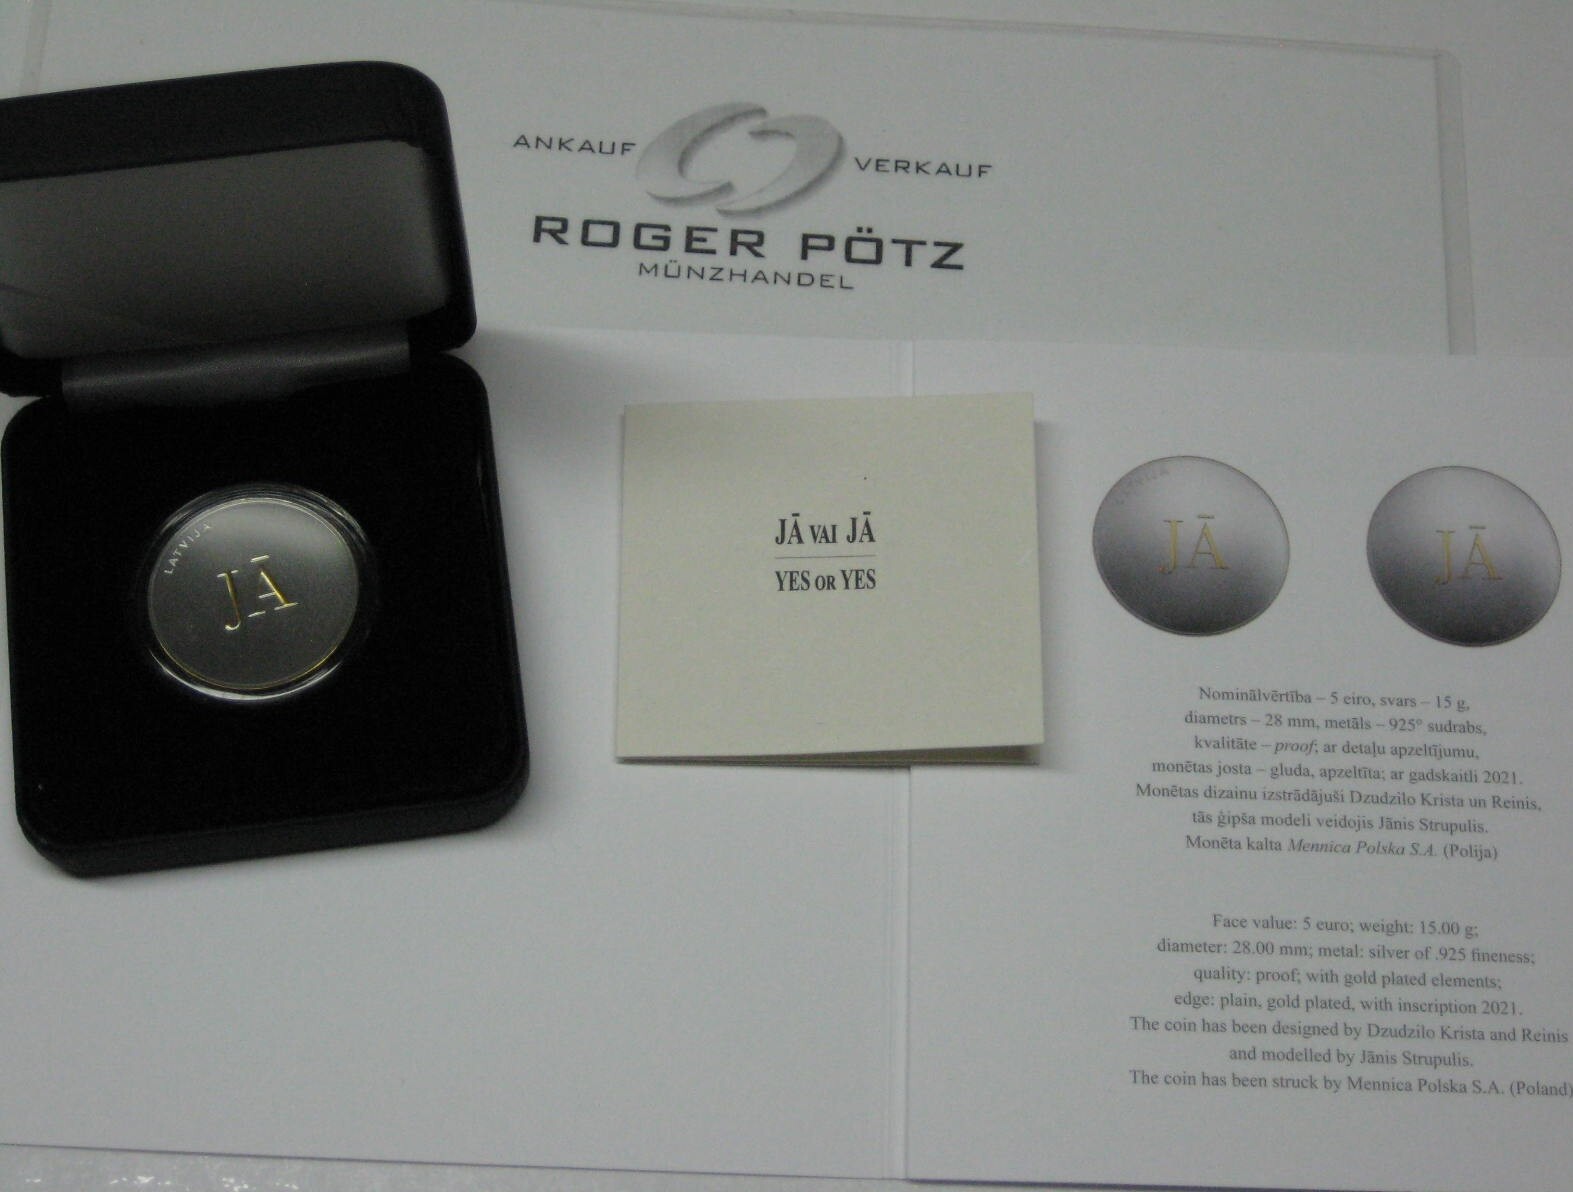 ANKAUF VERKAUF
ROGER PÖTZ
MÜNZHANDEL
LATVIJA
JĀ
JĀ VAI JĀ
YES OR YES
LATVIJA
JĀ
JĀ
Nominālvērtība – 5 eiro, svars – 15 g,
diametrs – 28 mm, metāls – 925° sudrabs,
kvalitāte – proof; ar detaļu apzeltījumu,
monētas josta – gluda, apzeltīta; ar gadskaitli 2021.
Monētas dizainu izstrādājuši Dzudzilo Krista un Reinis,
tās ģipša modeli veidojis Jānis Strupulis.
Monēta kalta Mennica Polska S.A. (Polija)
Face value: 5 euro; weight: 15.00 g;
diameter: 28.00 mm; metal: silver of .925 fineness;
quality: proof; with gold plated elements;
edge: plain, gold plated, with inscription 2021.
The coin has been designed by Dzudzilo Krista and Reinis
and modelled by Jānis Strupulis.
The coin has been struck by Mennica Polska S.A. (Poland)